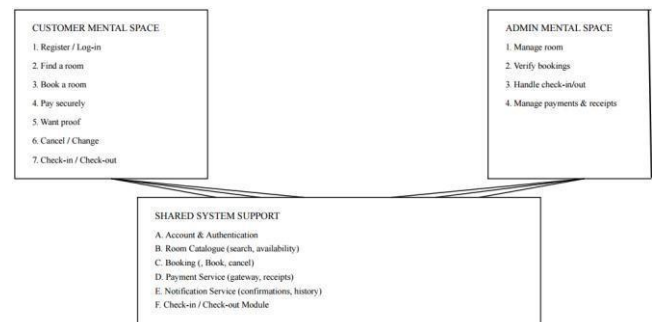 CUSTOMER MENTAL SPACE
1. Register / Log-in
2. Find a room
3. Book a room
4. Pay securely
5. Want proof
6. Cancel / Change
7. Check-in / Check-out
ADMIN MENTAL SPACE
1. Manage room
2. Verify bookings
3. Handle check-in/out
4. Manage payments & receipts
SHARED SYSTEM SUPPORT
A. Account & Authentication
B. Room Catalogue (search, availability)
C. Booking (, Book, cancel)
D. Payment Service (gateway, receipts)
E. Notification Service (confirmations, history)
F. Check-in / Check-out Module